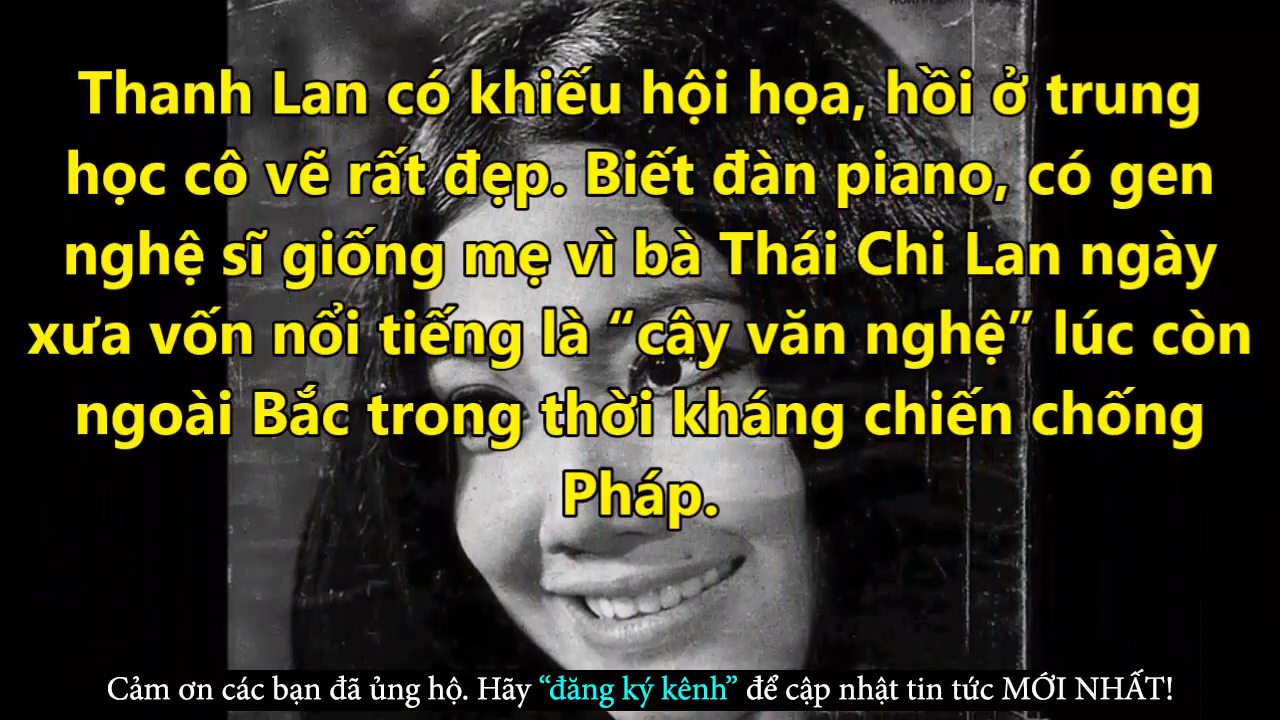 Thanh Lan có khiếu hội họa, hồi ở trung
học cô vẽ rất đẹp. Biết đàn piano, có gen
nghệ sĩ giống mẹ vì bà Thái Chi Lan ngày
xưa vốn nổi tiếng là “cây văn nghệ” lúc còn
ngoài Bắc trong thời kháng chiến chống
Pháp.
Cảm ơn các bạn đã ủng hộ. Hãy “đăng ký kênh” để cập nhật tin tức MỚI NHẤT!